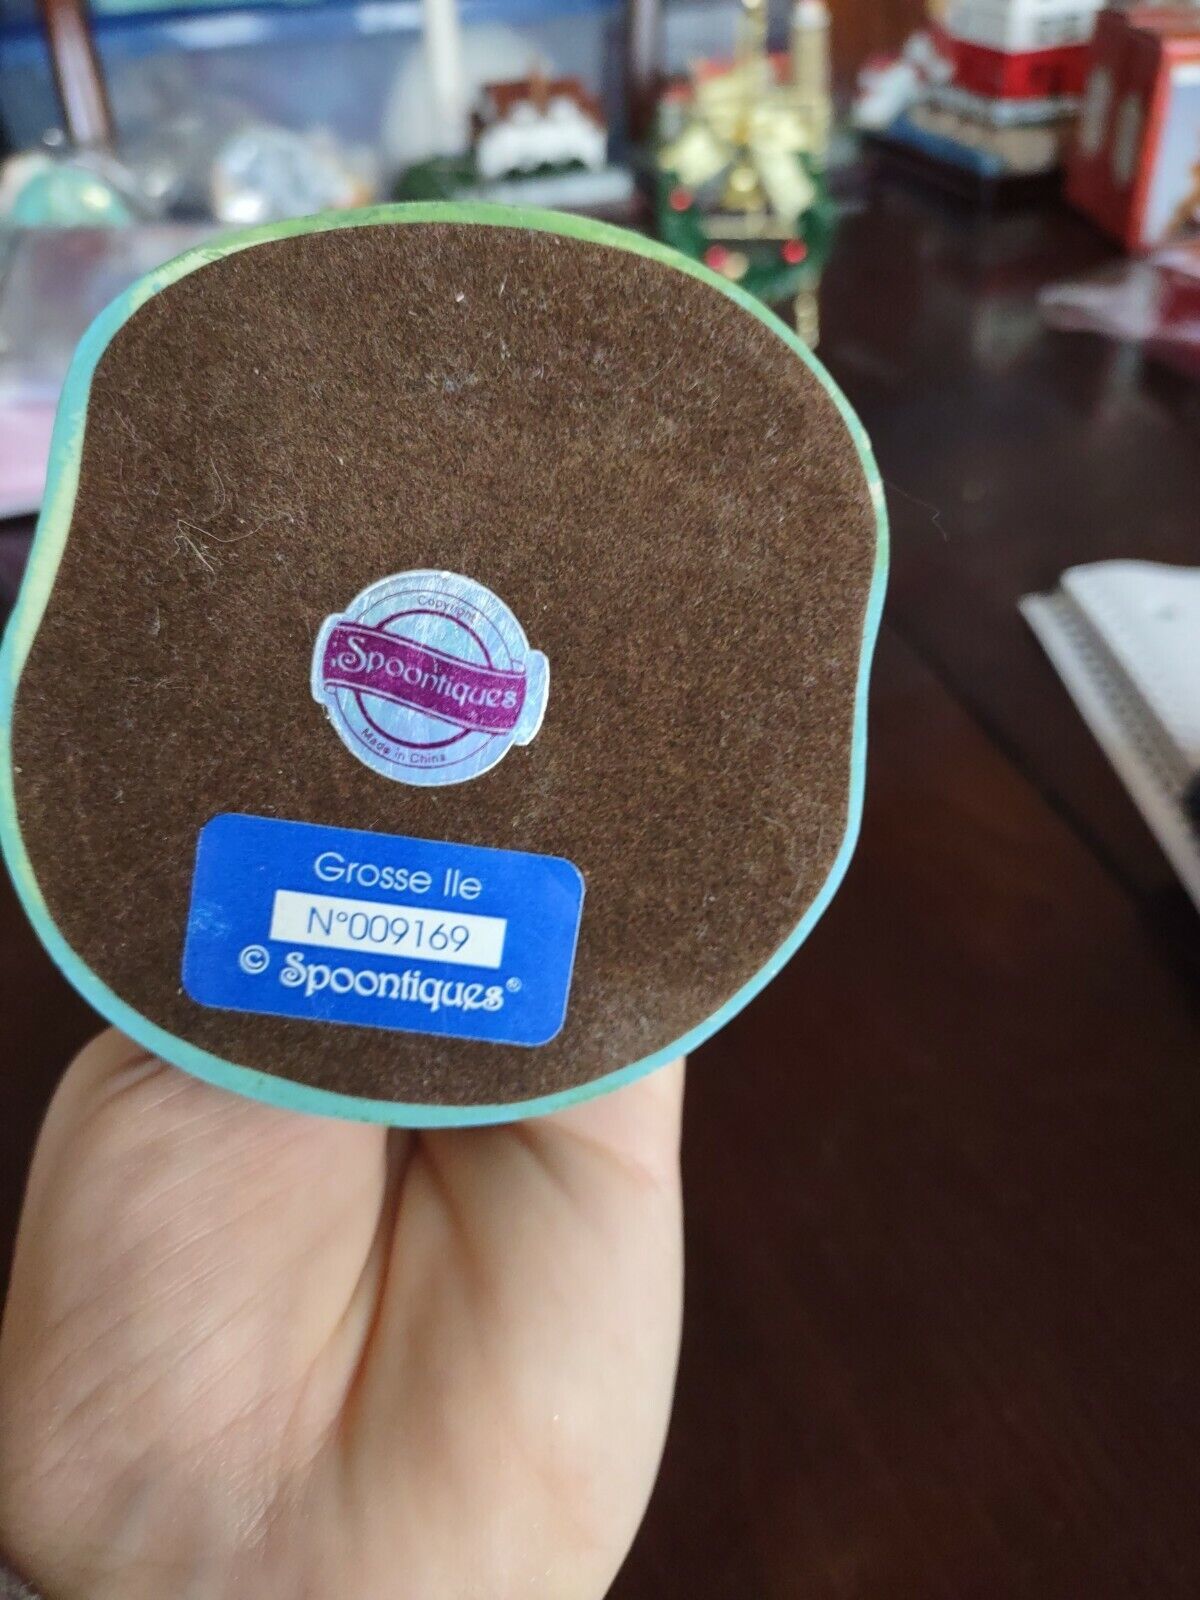 Copyright
Spoontiques
Made in China
Grosse Ile
N°009169
© Spoontiques®